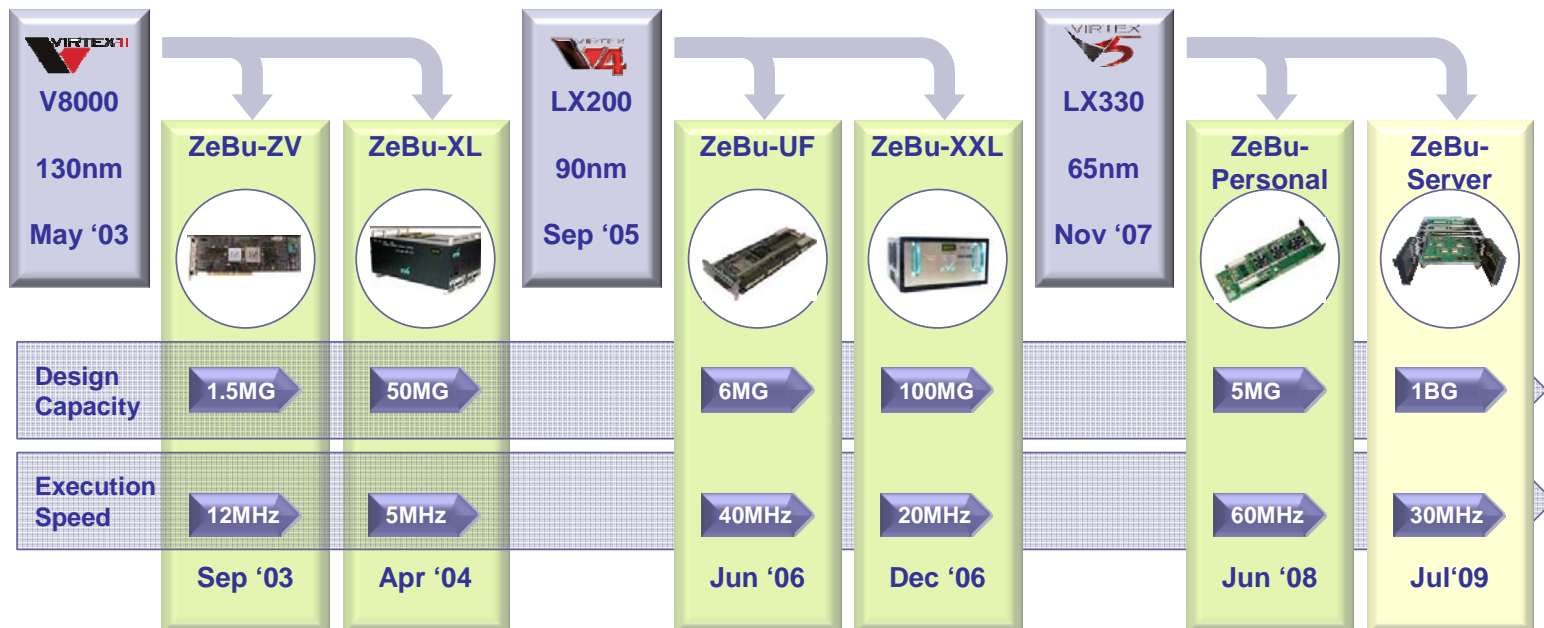 VIRTEX-II
V8000
130nm
May ‘03
ZeBu-ZV
ZeBu-XL
VIRTEX
4
LX200
90nm
Sep ‘05
ZeBu-UF
ZeBu-XXL
VIRTEX
5
LX330
65nm
Nov ‘07
ZeBu-
Personal
ZeBu-
Server
Design
Capacity
1.5MG
50MG
6MG
100MG
5MG
1BG
Execution
Speed
12MHz
5MHz
40MHz
20MHz
60MHz
30MHz
Sep ‘03
Apr ‘04
Jun ‘06
Dec ‘06
Jun ‘08
Jul‘09